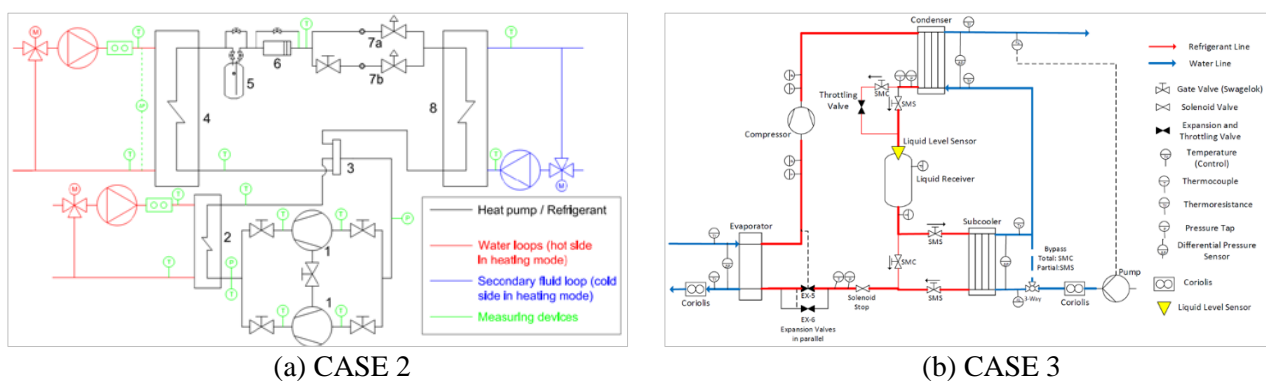 M
T
T
5
6
7a
7b
T
M
T
T
4
8
3
T
T
M
T
T
T
T
2
1
T
T
P
T
P
T
1
T
M
Heat pump / Refrigerant
Water loops (hot side
in heating mode)
Secondary fluid loop (cold
side in heating mode)
Measuring devices
(a) CASE 2
Condenser
Throttling
Valve
SMC
SMS
Compressor
Liquid Level Sensor
Liquid Receiver
Evaporator
Subcooler
SMS
SMC
SMS
Bypass
Total: SMC
Partial:SMS
Pump
3-Way
Coriolis
Coriolis
EX-5
EX-6
Expansion Valves
in parallel
Solenoid
Stop
Refrigerant Line
Water Line
Gate Valve (Swagelok)
Solenoid Valve
Expansion and
Throttling Valve
Temperature
(Control)
Thermocouple
Thermoresistance
Pressure Tap
Differential Pressure
Sensor
Coriolis
Liquid Level Sensor
(b) CASE 3